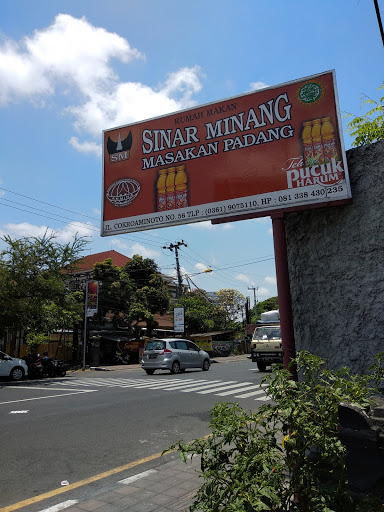 RUMAH MAKAN
SINAR MINANG
MASAKAN PADANG
SM
Teh
Pucuk
HARUM
JL. COKROAMINOTO NO. 56 TLP : (0361) 9075110, HP : 081 338 430 235